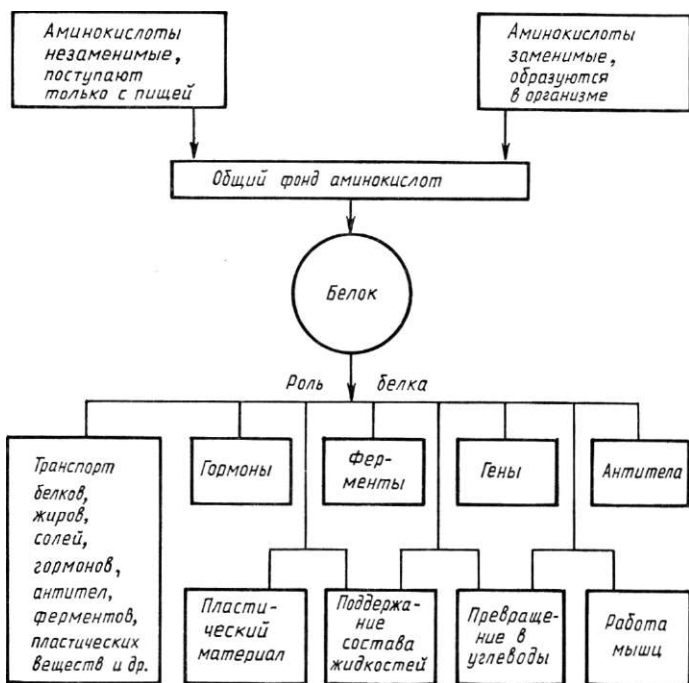 Аминокислоты
незаменимые,
поступают
только с пищей
Аминокислоты
заменимые,
образуются
в организме
Общий фонд аминокислот
Белок
Роль белка
Транспорт
белков,
жиров,
солей,
гормонов,
антител,
ферментов,
пластических
веществ и др.
Гормоны
Фер-
менты
Гены
Антитела
Пласти-
ческий
материал
Поддержа-
ние
состава
жидкостей
Превраще-
ние в
углеводы
Работа
мышц